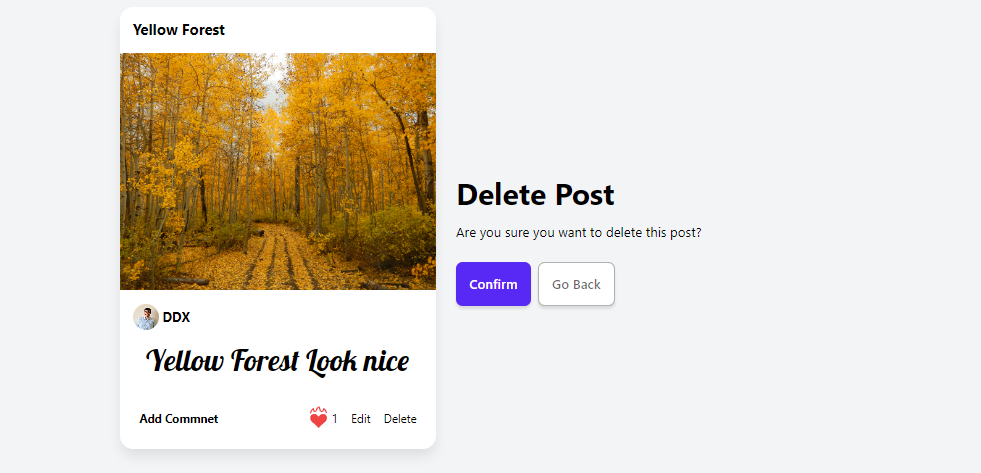 Yellow Forest
DDX
Yellow Forest Look nice
Add Commnet
1 Edit Delete
Delete Post
Are you sure you want to delete this post?
Confirm Go Back